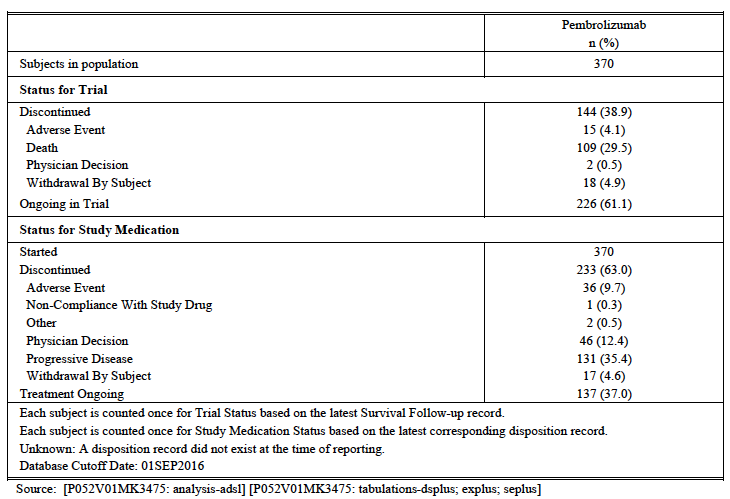 Pembrolizumab
n (%)
Subjects in population 370
Status for Trial
Discontinued 144 (38.9)
Adverse Event 15 (4.1)
Death 109 (29.5)
Physician Decision 2 (0.5)
Withdrawal By Subject 18 (4.9)
Ongoing in Trial 226 (61.1)
Status for Study Medication
Started 370
Discontinued 233 (63.0)
Adverse Event 36 (9.7)
Non-Compliance With Study Drug 1 (0.3)
Other 2 (0.5)
Physician Decision 46 (12.4)
Progressive Disease 131 (35.4)
Withdrawal By Subject 17 (4.6)
Treatment Ongoing 137 (37.0)
Each subject is counted once for Trial Status based on the latest Survival Follow-up record.
Each subject is counted once for Study Medication Status based on the latest corresponding disposition record.
Unknown: A disposition record did not exist at the time of reporting.
Database Cutoff Date: 01SEP2016
Source: [P052V01MK3475: analysis-adsl] [P052V01MK3475: tabulations-dsplus; explus; seplus]